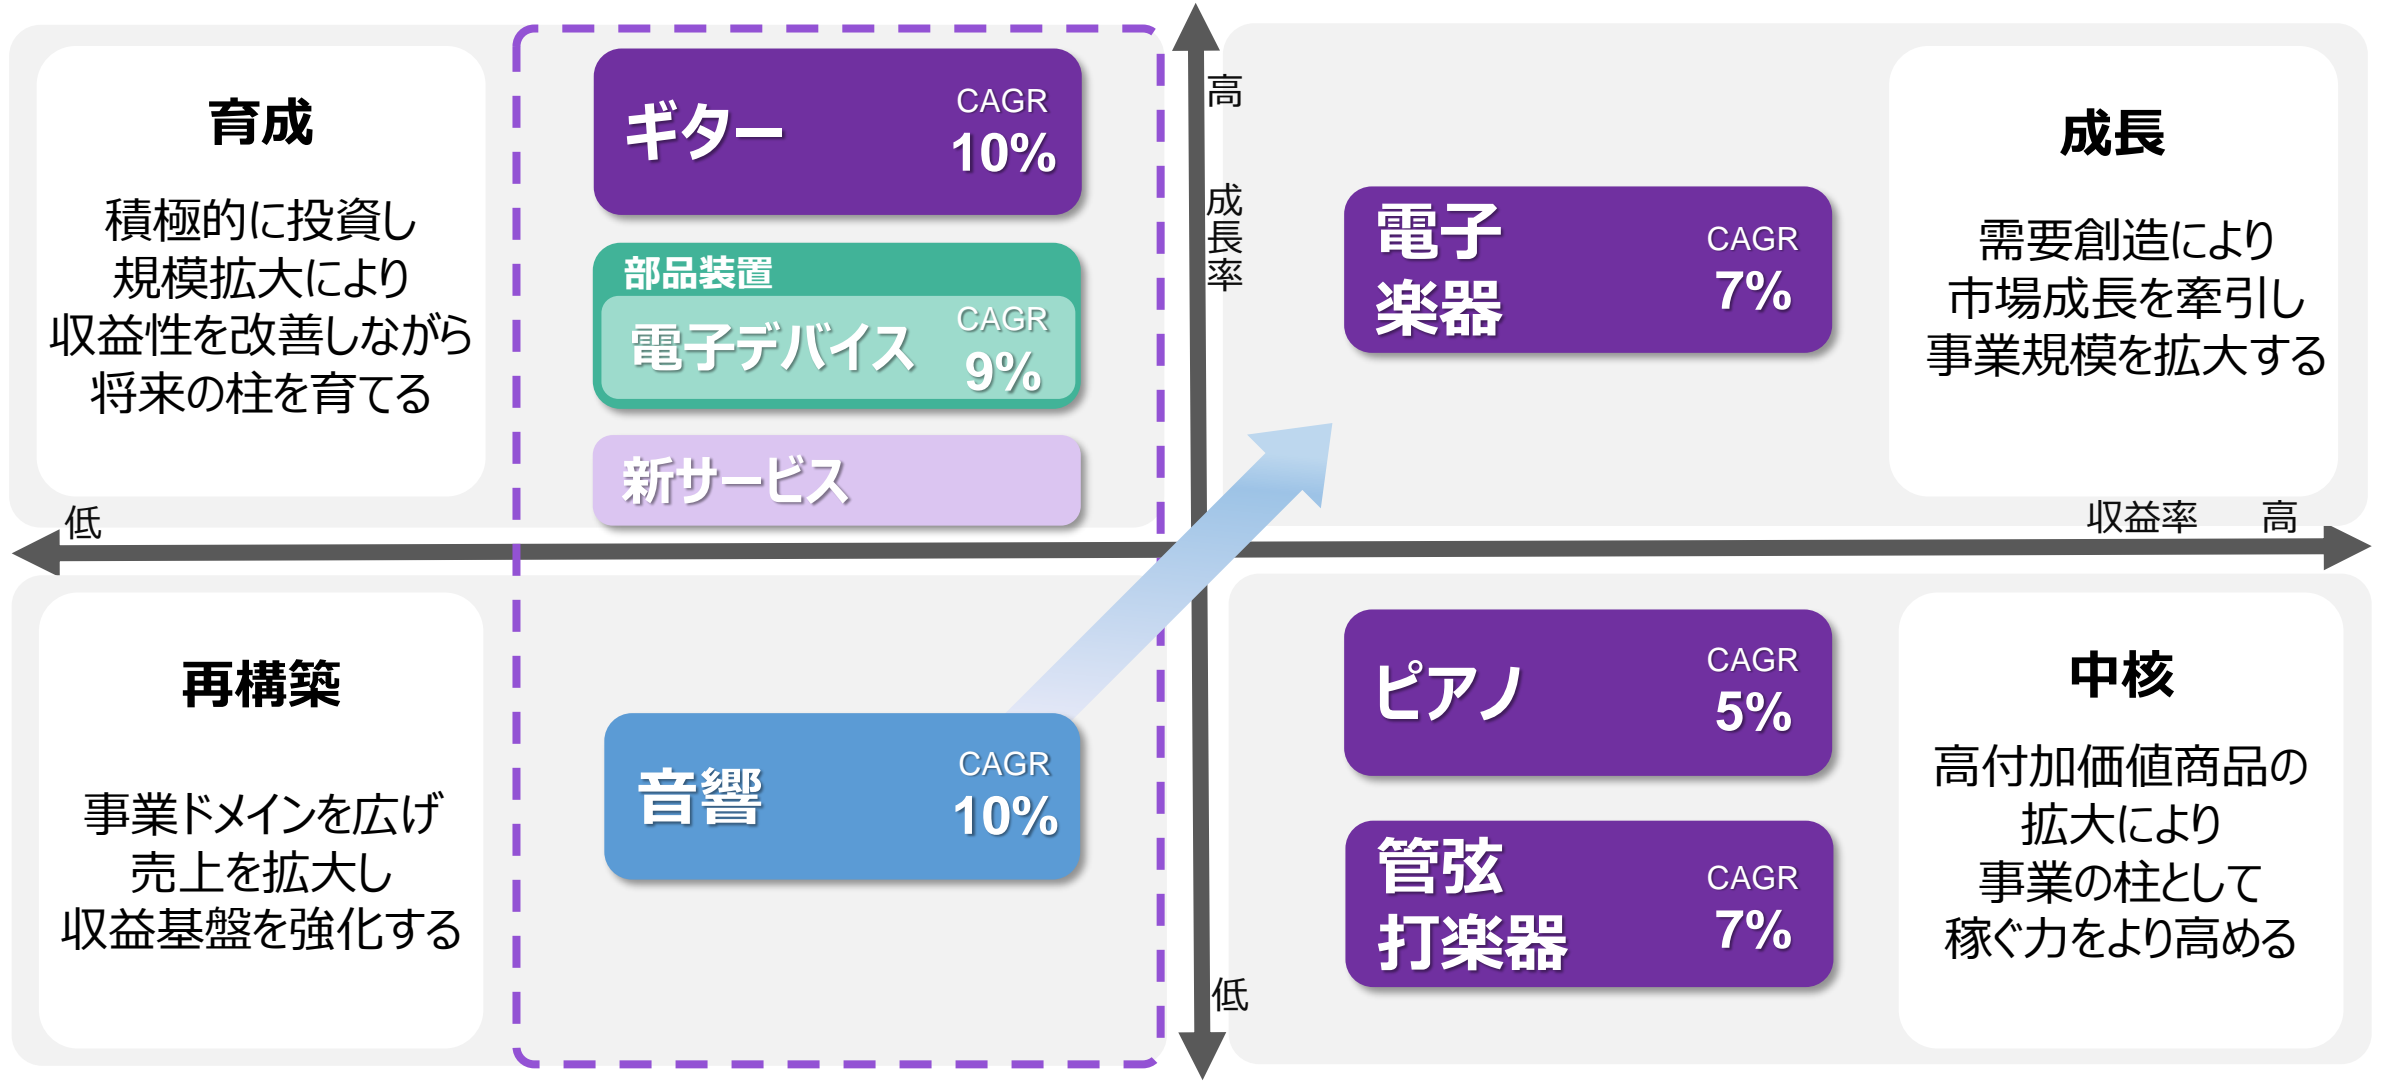 育成
積極的に投資し
規模拡大により
収益性を改善しながら
将来の柱を育てる
ギター
CAGR
10%
部品装置
電子デバイス
CAGR
9%
新サービス
高
成長率
電子
楽器
CAGR
7%
成長
需要創造により
市場成長を牽引し
事業規模を拡大する
低
収益率 高
再構築
事業ドメインを広げ
売上を拡大し
収益基盤を強化する
音響
CAGR
10%
低
ピアノ
CAGR
5%
管弦
打楽器
CAGR
7%
中核
高付加価値商品の
拡大により
事業の柱として
稼ぐ力をより高める